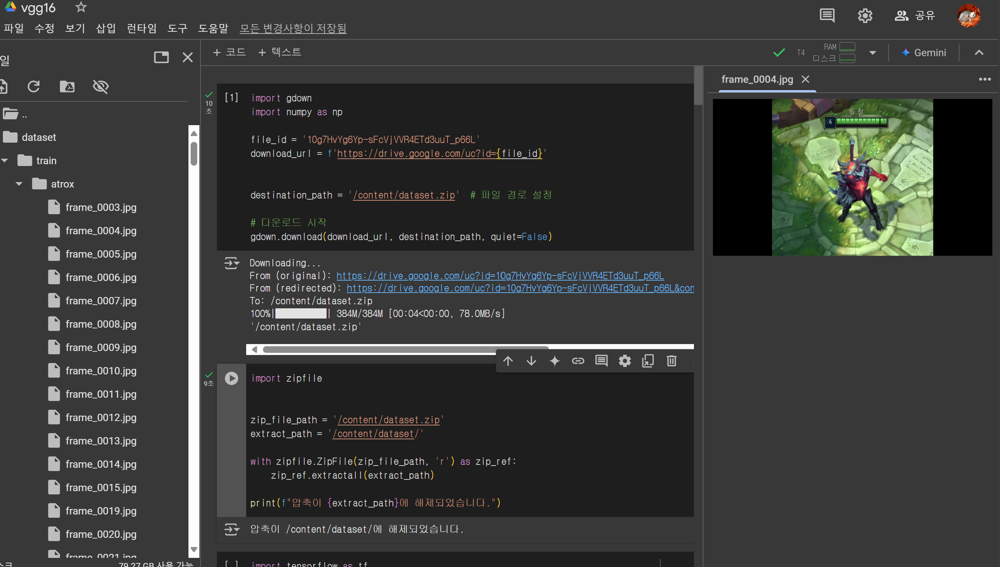 vgg16
파일 수정 보기 삽입 런타임 도구 도움말 모든 변경사항이 저장됨
공유
일
..
dataset
train
atrox
frame_0003.jpg
frame_0004.jpg
frame_0005.jpg
frame_0006.jpg
frame_0007.jpg
frame_0008.jpg
frame_0009.jpg
frame_0010.jpg
frame_0011.jpg
frame_0012.jpg
frame_0013.jpg
frame_0014.jpg
frame_0015.jpg
frame_0019.jpg
frame_0020.jpg
frame_0021.jpg
스크 79.27 GB 사용 가능
+ 코드 + 텍스트
T4 RAM
디스크
Gemini
10
초
[1] import gdown
import numpy as np
file_id = '10g7HvYg6Yp-sFcVjVVR4ETd3uuT_p66L'
download_url = f'https://drive.google.com/uc?id={file_id}'
destination_path = '/content/dataset.zip' # 파일 경로 설정
# 다운로드 시작
gdown.download(download_url, destination_path, quiet=False)
Downloading...
From (original): https://drive.google.com/uc?id=10g7HvYg6Yp-sFcVjVVR4ETd3uuT_p66L
From (redirected): https://drive.google.com/uc?id=10g7HvYg6Yp-sFcVjVVR4ETd3uuT_p66L&con
To: /content/dataset.zip
100%|██████████| 384M/384M [00:04<00:00, 78.0MB/s]
'/content/dataset.zip'
9초
import zipfile
zip_file_path = '/content/dataset.zip'
extract_path = '/content/dataset/'
with zipfile.ZipFile(zip_file_path, 'r') as zip_ref:
zip_ref.extractall(extract_path)
print(f"압축이 {extract_path}에 해제되었습니다.")
압축이 /content/dataset/에 해제되었습니다.
[ ] import tensorflow as tf
frame_0004.jpg
등장
6